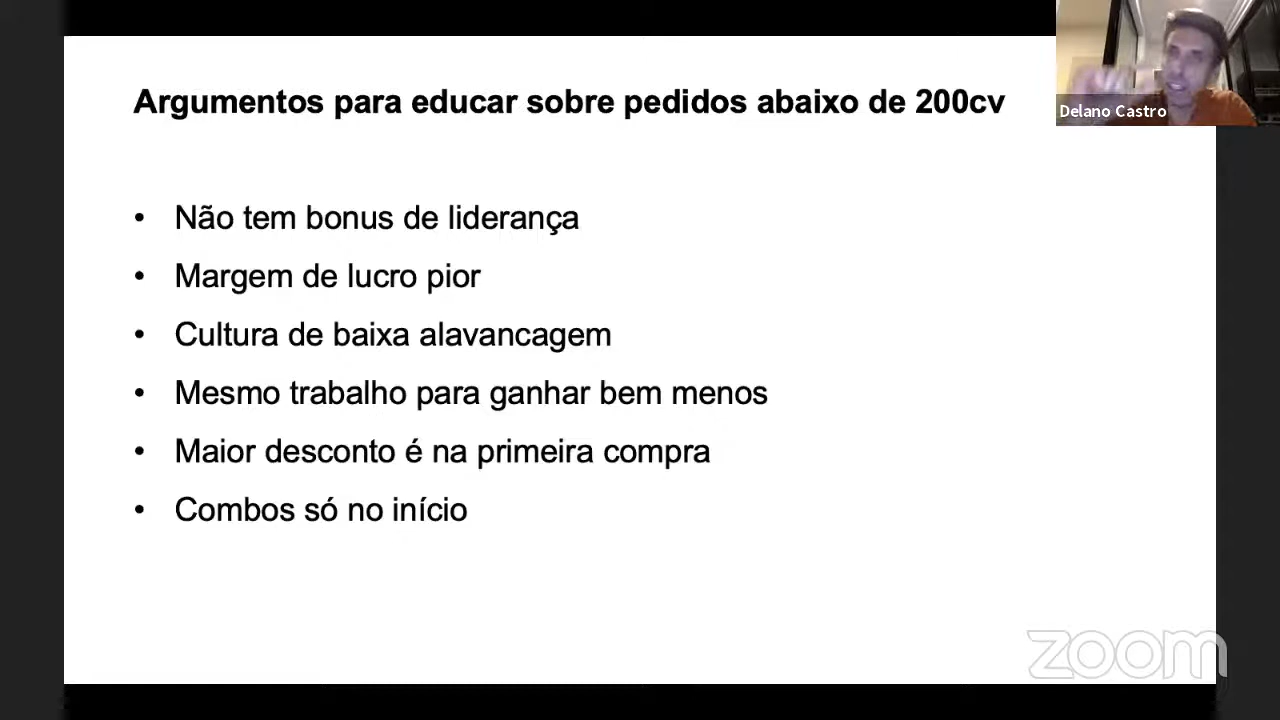 Argumentos para educar sobre pedidos abaixo de 200cv
Delano Castro
• Não tem bonus de liderança
• Margem de lucro pior
• Cultura de baixa alavancagem
• Mesmo trabalho para ganhar bem menos
• Maior desconto é na primeira compra
• Combos só no início
zoom